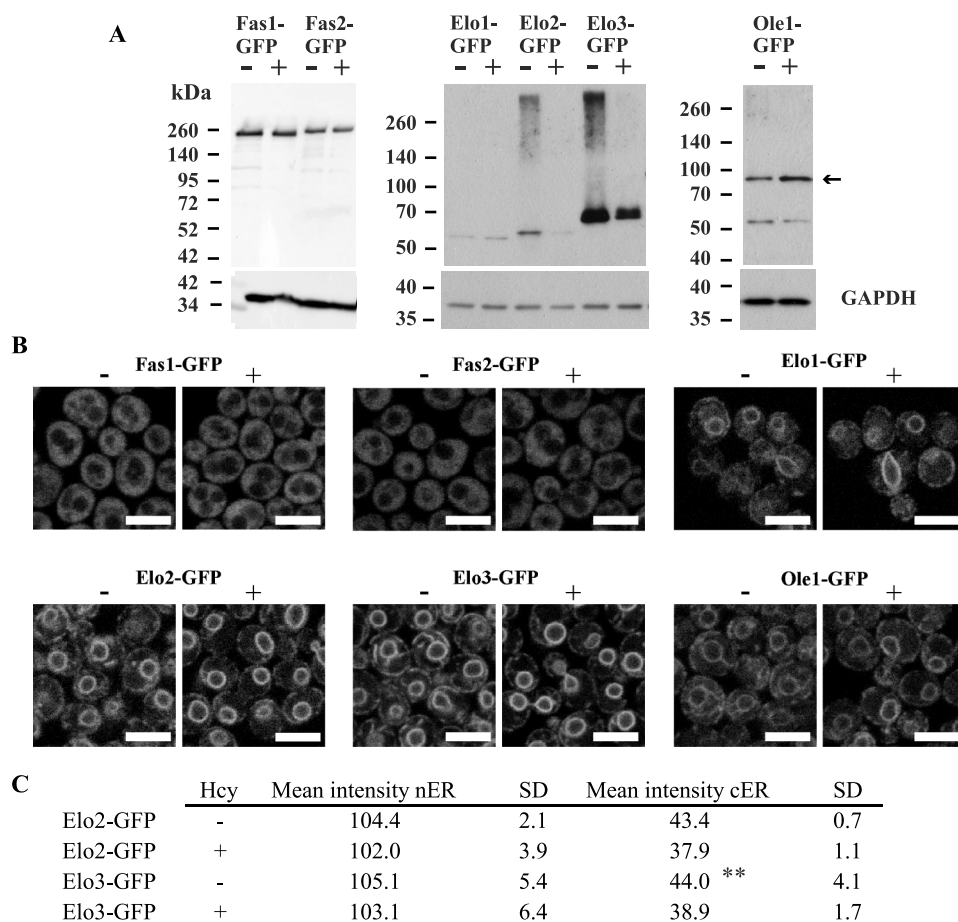 A
Fas1-GFP Fas2-GFP Elo1-GFP Elo2-GFP Elo3-GFP Ole1-GFP
- + - + - + - + - + - +
kDa
260
140
95
72
52
42
42
34
260
140
100
70
50
40
40
35
260
140
100
70
50
40
40
35
←
GAPDH
B
Fas1-GFP Fas2-GFP Elo1-GFP
- + - + - +
Elo2-GFP Elo3-GFP Ole1-GFP
- + - + - +
C
Hcy Mean intensity nER SD Mean intensity cER SD
Elo2-GFP - 104.4 2.1 43.4 0.7
Elo2-GFP + 102.0 3.9 37.9 1.1
Elo3-GFP - 105.1 5.4 44.0 ** 4.1
Elo3-GFP + 103.1 6.4 38.9 1.7